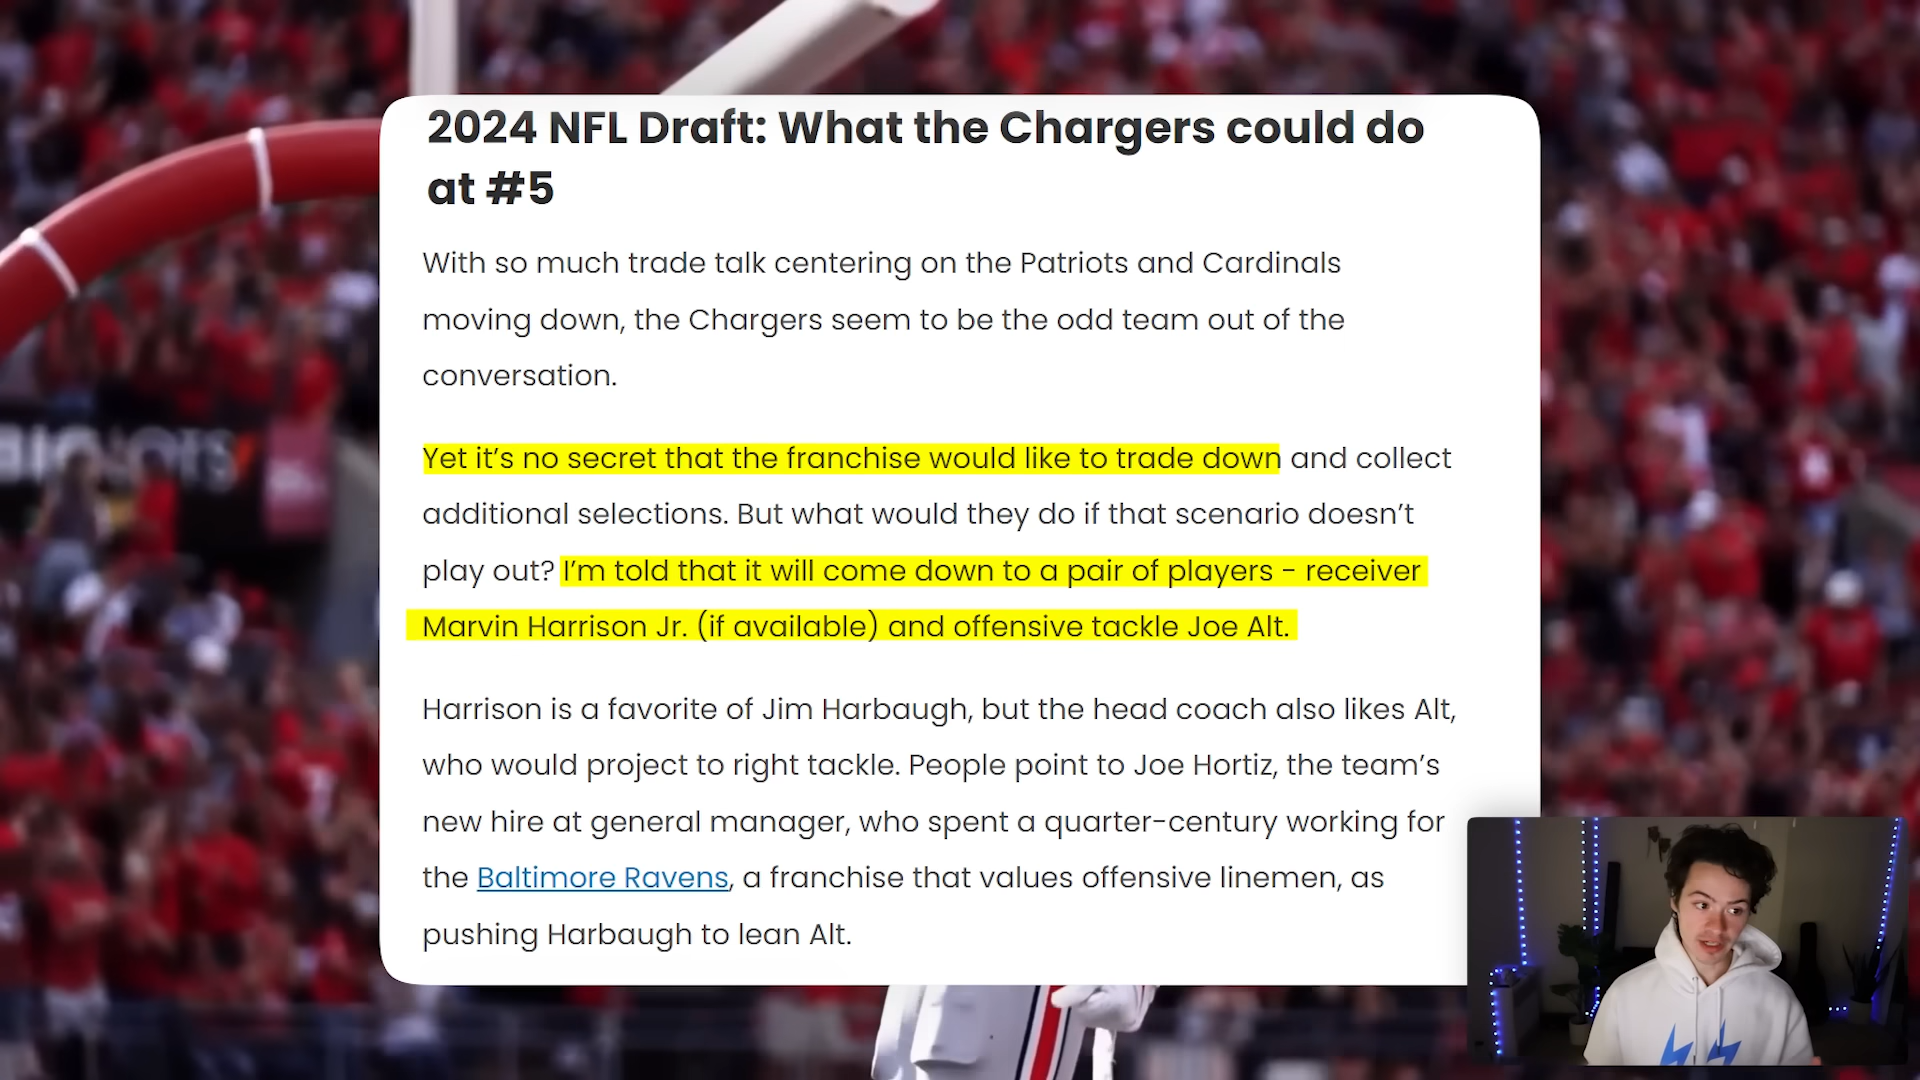 2024 NFL Draft: What the Chargers could do
at #5
With so much trade talk centering on the Patriots and Cardinals
moving down, the Chargers seem to be the odd team out of the
conversation.
Yet it’s no secret that the franchise would like to trade down and collect
additional selections. But what would they do if that scenario doesn’t
play out? I’m told that it will come down to a pair of players – receiver
Marvin Harrison Jr. (if available) and offensive tackle Joe Alt.
Harrison is a favorite of Jim Harbaugh, but the head coach also likes Alt,
who would project to right tackle. People point to Joe Hortiz, the team’s
new hire at general manager, who spent a quarter-century working for
the Baltimore Ravens, a franchise that values offensive linemen, as
pushing Harbaugh to lean Alt.